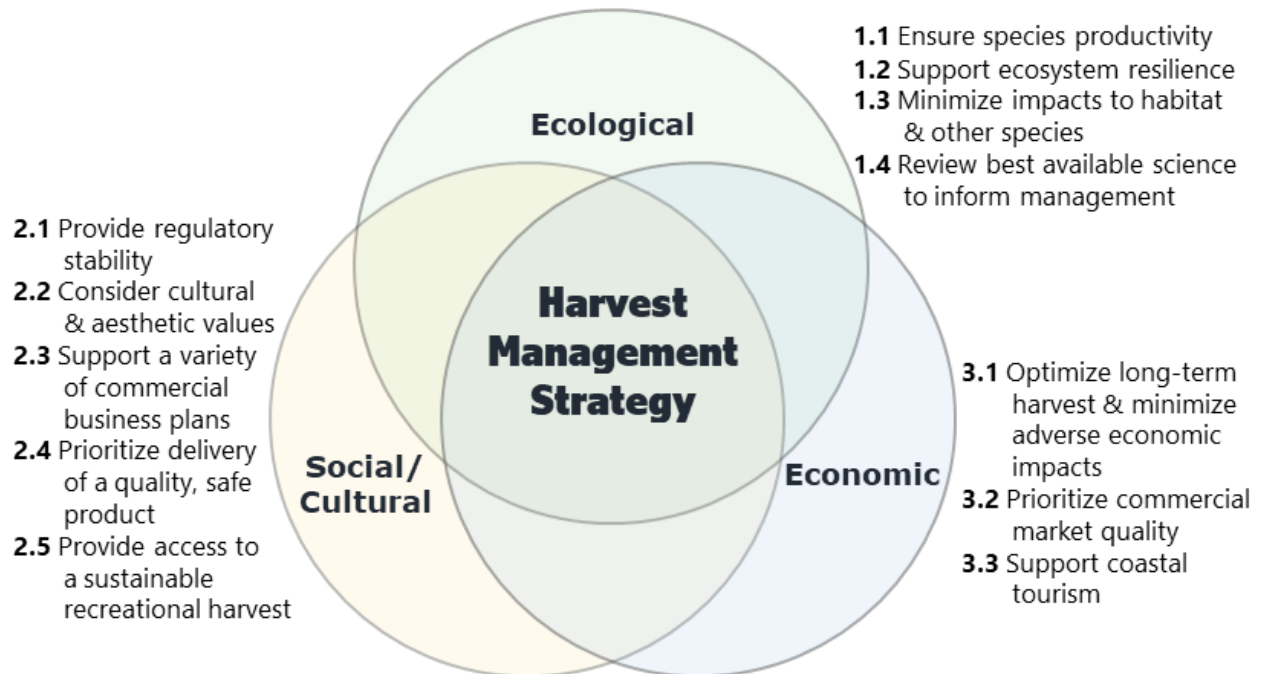 Ecological
1.1 Ensure species productivity
1.2 Support ecosystem resilience
1.3 Minimize impacts to habitat
& other species
1.4 Review best available science
to inform management
2.1 Provide regulatory
stability
2.2 Consider cultural
& aesthetic values
2.3 Support a variety
of commercial
business plans
2.4 Prioritize delivery
of a quality, safe
product
2.5 Provide access to
a sustainable
recreational harvest
Harvest
Management
Strategy
Social/
Cultural
Economic
3.1 Optimize long-term
harvest & minimize
adverse economic
impacts
3.2 Prioritize commercial
market quality
3.3 Support coastal
tourism